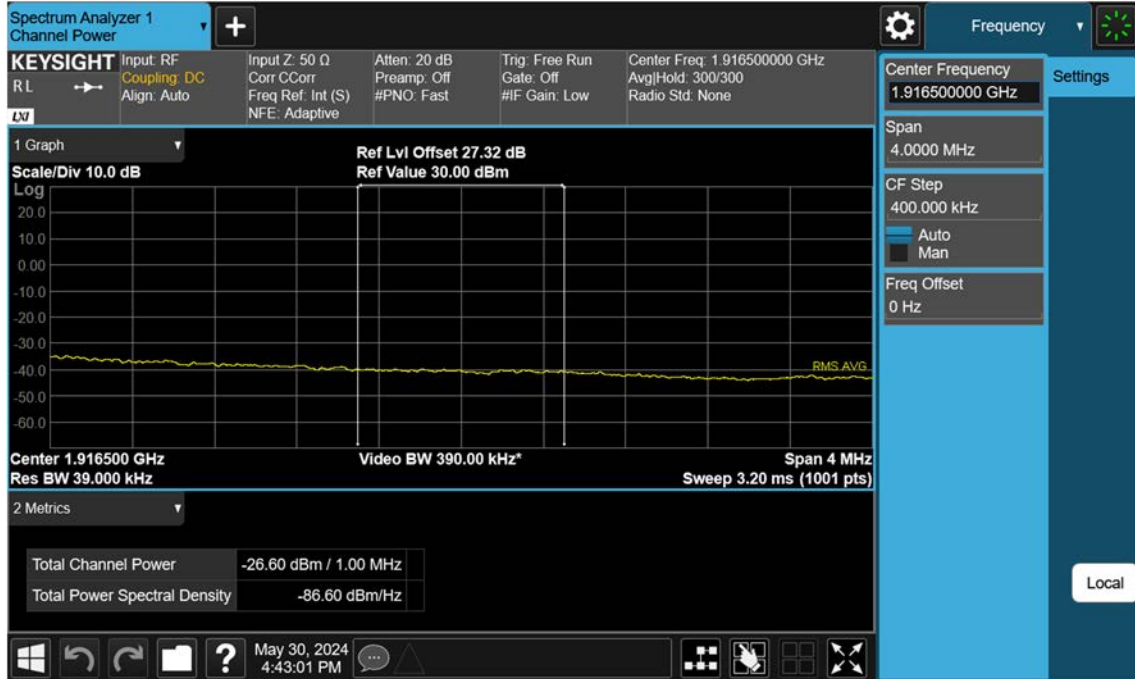 Spectrum Analyzer 1
Channel Power
Frequency
KEYSIGHT
R L
LXI
Input: RF
Coupling: DC
Align: Auto
Input Z: 50 Ω
Corr CCorr
Freq Ref: Int (S)
NFE: Adaptive
Atten: 20 dB
Preamp: Off
#PNO: Fast
Trig: Free Run
Gate: Off
#IF Gain: Low
Center Freq: 1.916500000 GHz
Avg|Hold: 300/300
Radio Std: None
1 Graph
Scale/Div 10.0 dB
Ref Lvl Offset 27.32 dB
Ref Value 30.00 dBm
Log
20.0
10.0
0.00
-10.0
-20.0
-30.0
-40.0
-50.0
-60.0
RMS AVG
Center 1.916500 GHz
Res BW 39.000 kHz
Video BW 390.00 kHz*
Span 4 MHz
Sweep 3.20 ms (1001 pts)
2 Metrics
Total Channel Power -26.60 dBm / 1.00 MHz
Total Power Spectral Density -86.60 dBm/Hz
Center Frequency
1.916500000 GHz
Settings
Span
4.0000 MHz
CF Step
400.000 kHz
Auto
Man
Freq Offset
0 Hz
Local
?
May 30, 2024
4:43:01 PM